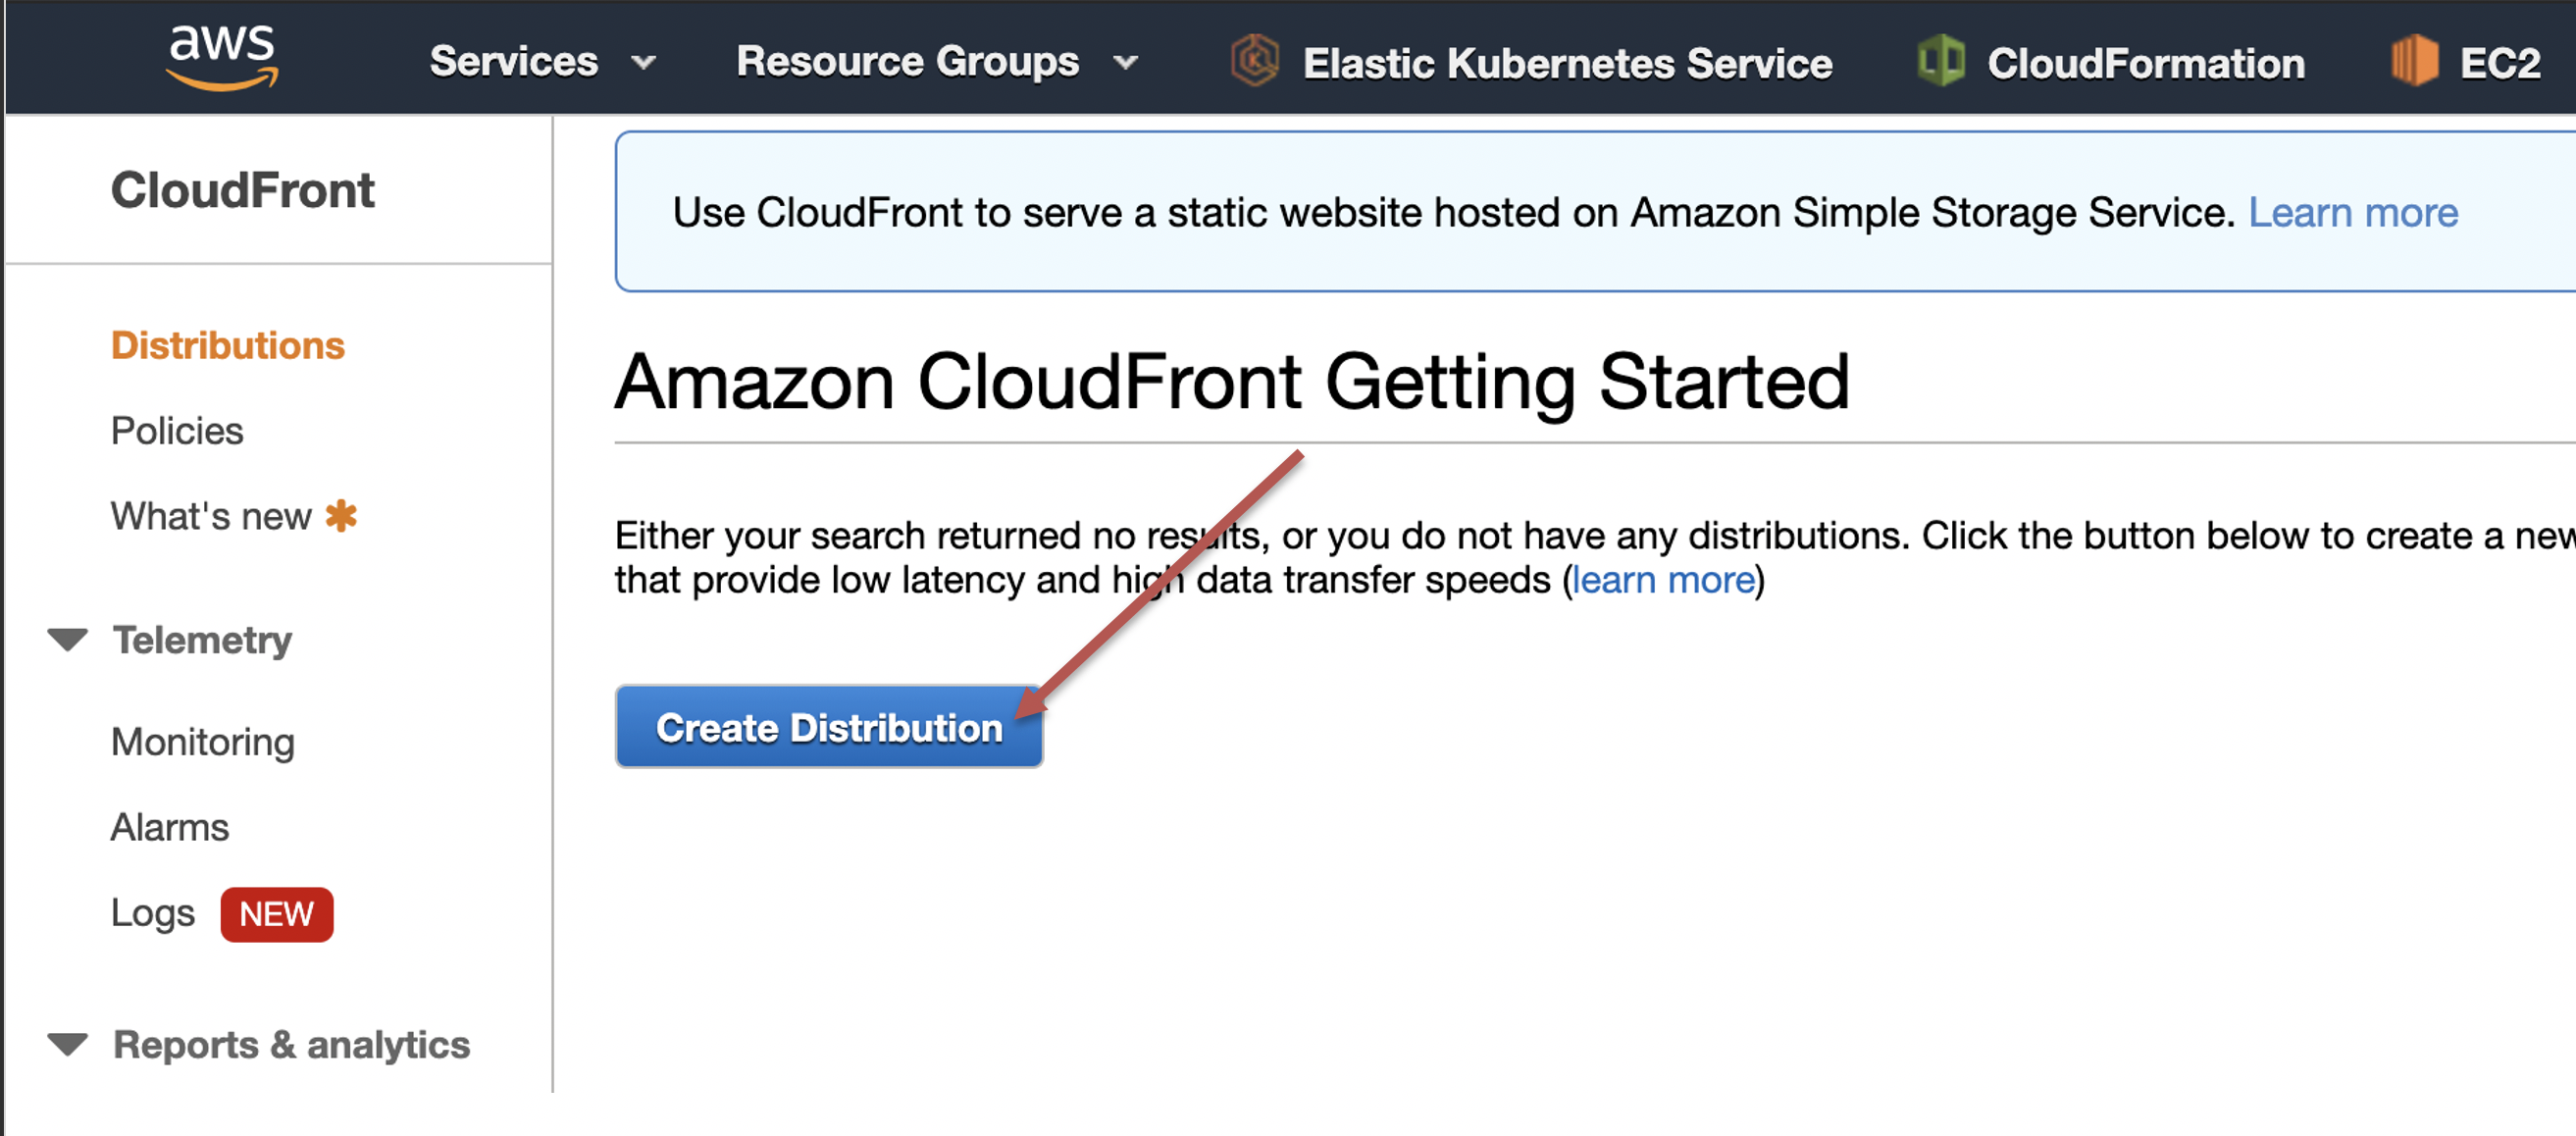 aws
Services
Resource Groups
Elastic Kubernetes Service
CloudFormation
EC2
CloudFront
Distributions
Policies
What's new
Telemetry
Monitoring
Alarms
Logs NEW
Reports & analytics
Use CloudFront to serve a static website hosted on Amazon Simple Storage Service. Learn more
Amazon CloudFront Getting Started
Either your search returned no results, or you do not have any distributions. Click the button below to create a new
that provide low latency and high data transfer speeds (learn more)
Create Distribution